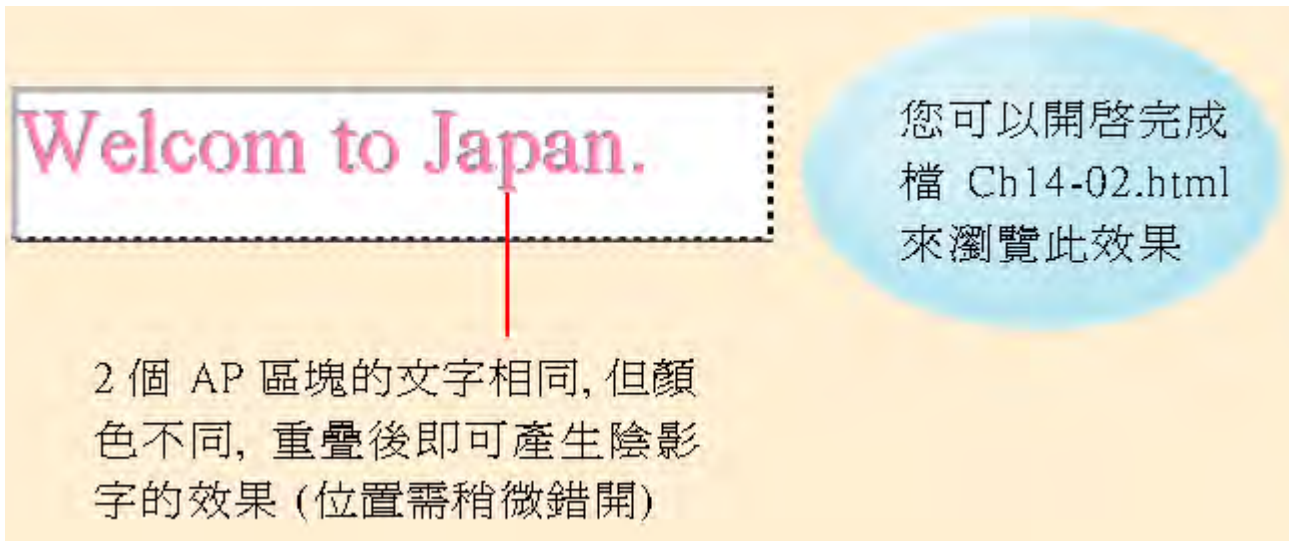 Welcom to Japan.
您可以開啓完成
檔 Ch14-02.html
來瀏覽此效果
2 個 AP 區塊的文字相同, 但顏
色不同, 重疊後即可產生陰影
字的效果 (位置需稍微錯開)